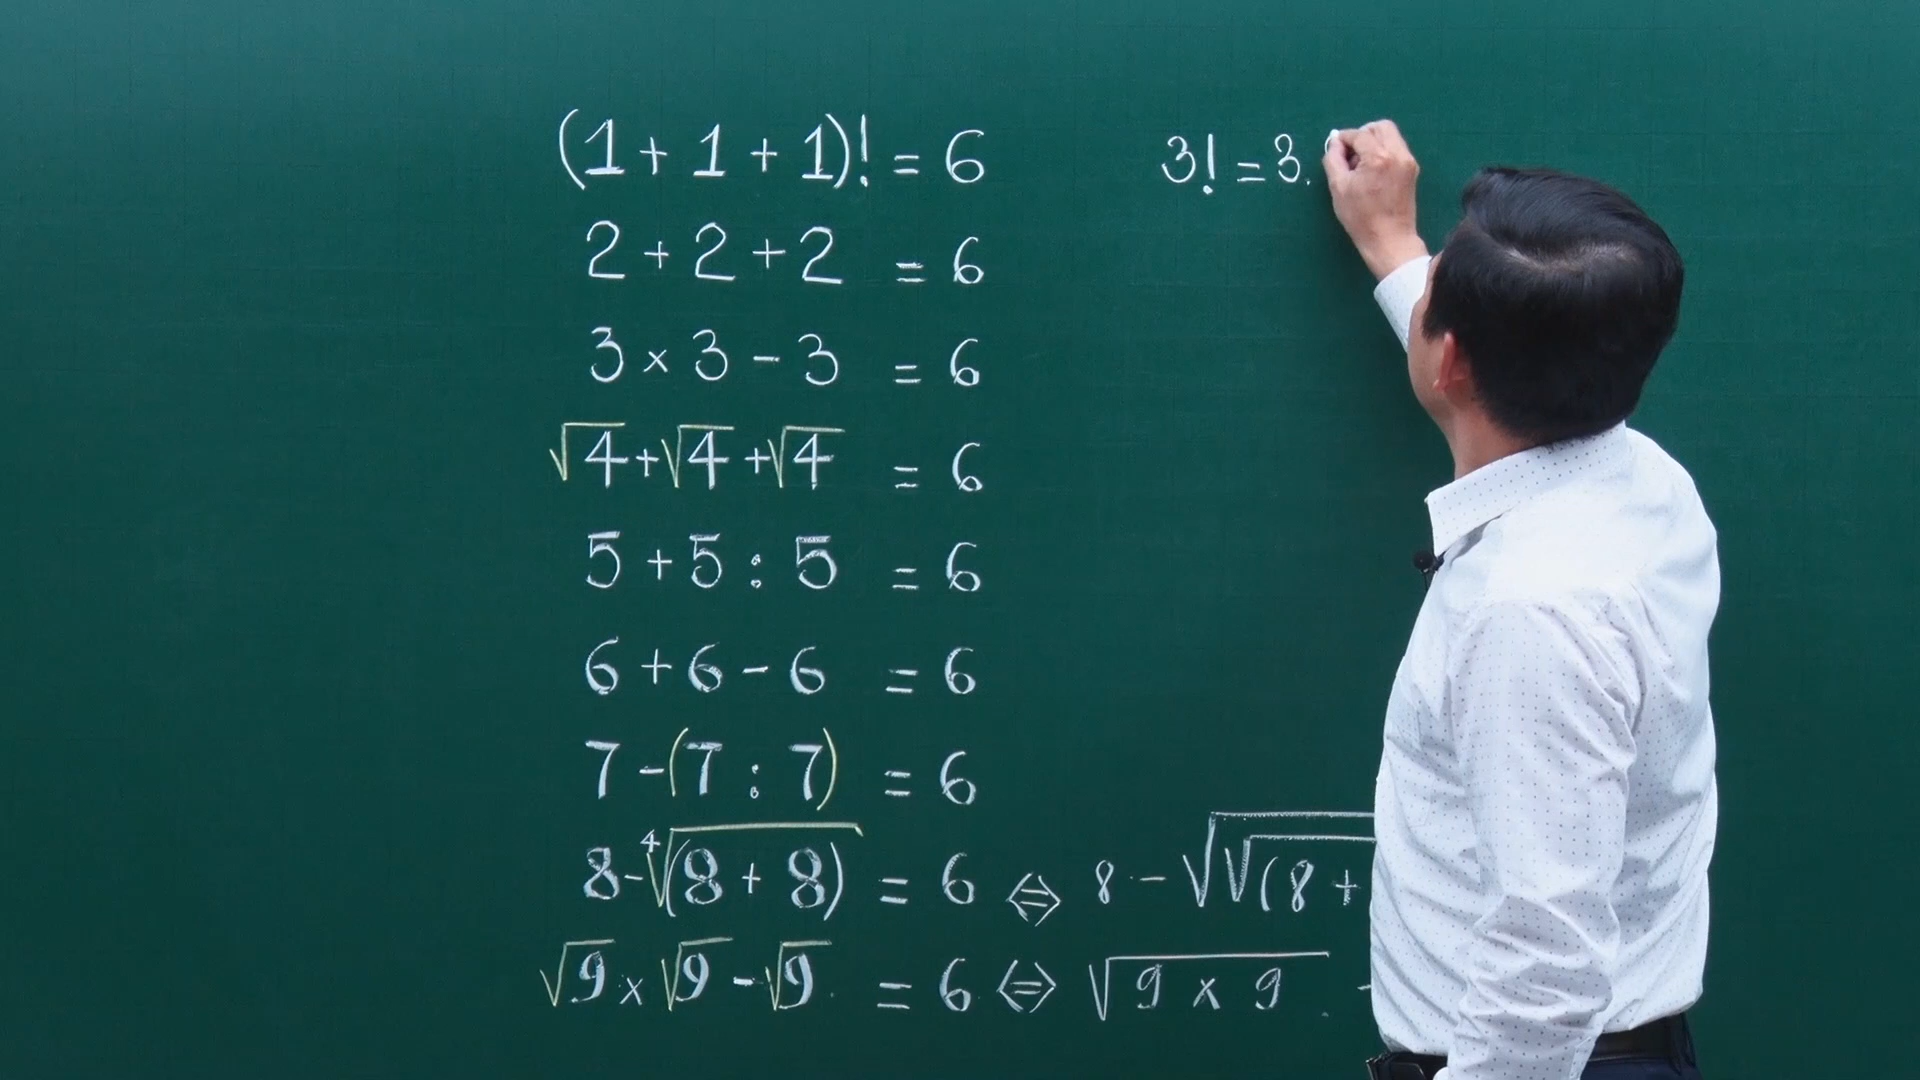 (1 + 1 + 1)! = 6
3! = 3.
2 + 2 + 2 = 6
3 × 3 - 3 = 6
√4 + √4 + √4 = 6
5 + 5 : 5 = 6
6 + 6 - 6 = 6
7 - (7 : 7) = 6
8 - ∜(8 + 8) = 6 ⇔ 8 - √√(8 +
√9 × √9 - √9 = 6 ⇔ √9 × 9 -